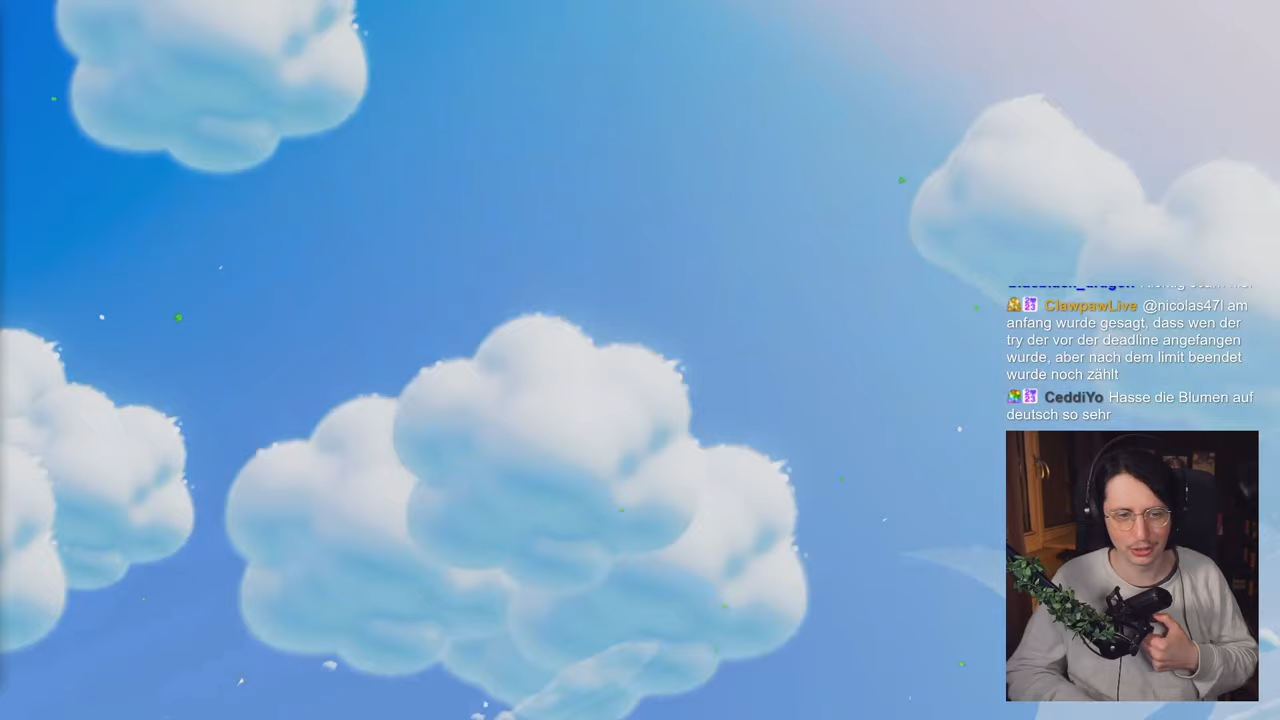 ClawpawLive @nicolas47l am
anfang wurde gesagt, dass wen der
try der vor der deadline angefangen
wurde, aber nach dem limit beendet
wurde noch zählt
CeddiYo Hasse die Blumen auf
deutsch so sehr